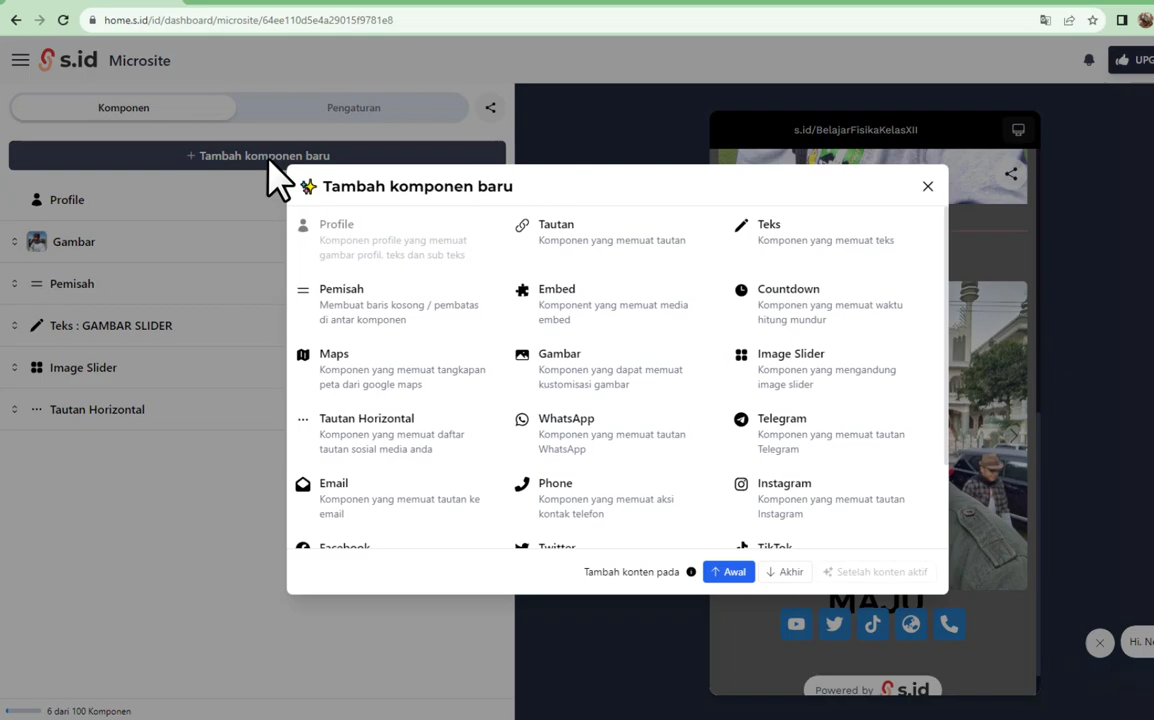 home.s.id/id/dashboard/microsite/64ee110d5e4a29015f9781e8
s.id Microsite
UPG
Komponen
Pengaturan
+ Tambah komponen baru
Profile
Gambar
Pemisah
Teks : GAMBAR SLIDER
Image Slider
Tautan Horizontal
6 dari 100 Komponen
s.id/BelajarFisikaKelasXII
✨ Tambah komponen baru
Profile
Komponen profile yang memuat
gambar profil, teks dan sub teks
Tautan
Komponen yang memuat tautan
Teks
Komponen yang memuat teks
Pemisah
Membuat baris kosong / pembatas
di antar komponen
Embed
Komponent yang memuat media
embed
Countdown
Komponen yang memuat waktu
hitung mundur
Maps
Komponen yang memuat tangkapan
peta dari google maps
Gambar
Komponen yang dapat memuat
kustomisasi gambar
Image Slider
Komponen yang mengandung
image slider
Tautan Horizontal
Komponen yang memuat daftar
tautan sosial media anda
WhatsApp
Komponen yang memuat tautan
WhatsApp
Telegram
Komponen yang memuat tautan
Telegram
Email
Komponen yang memuat tautan ke
email
Phone
Komponen yang memuat aksi
kontak telefon
Instagram
Komponen yang memuat tautan
Instagram
Facebook
Twitter
TikTok
Tambah konten pada
↑ Awal
↓ Akhir
Setelah konten aktif
MAJU
Powered by s.id
Hi. Ne